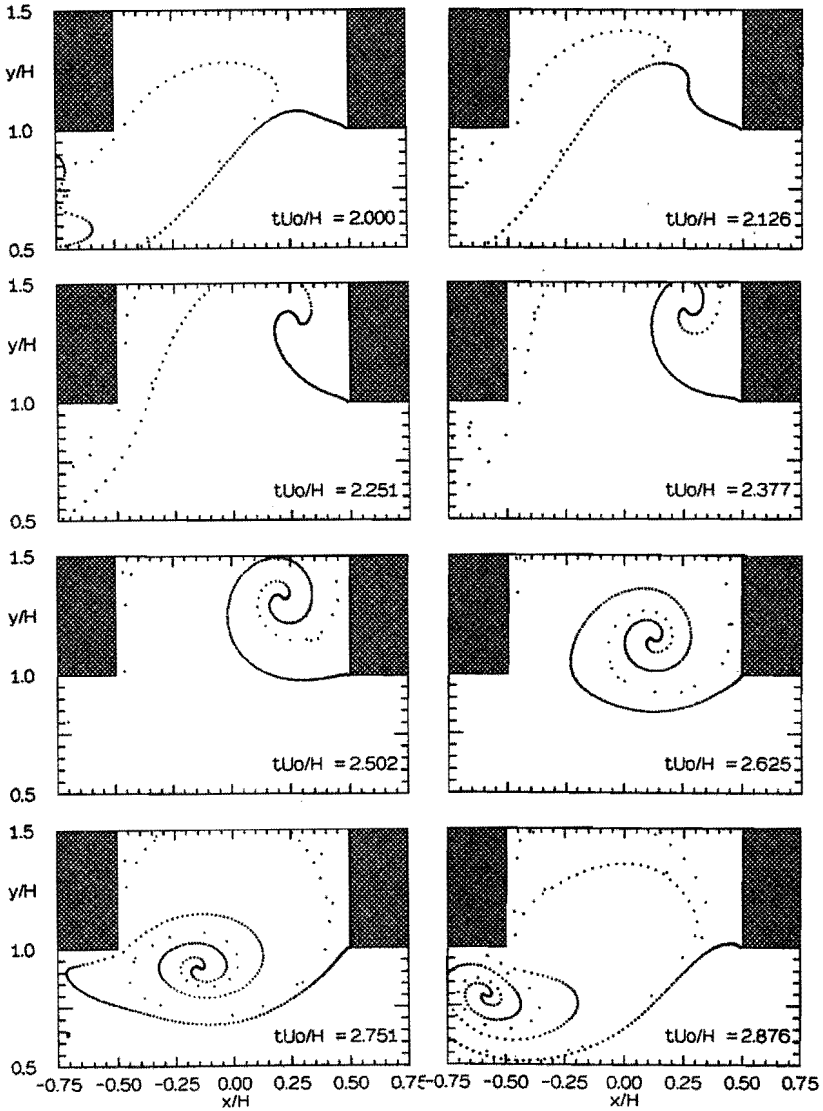 1.5
y/H
1.0
0.5
tUo/H = 2.000
tUo/H = 2.126
1.5
y/H
1.0
0.5
tUo/H = 2.251
tUo/H = 2.377
1.5
y/H
1.0
0.5
tUo/H = 2.502
tUo/H = 2.625
1.5
y/H
1.0
0.5
tUo/H = 2.751
tUo/H = 2.876
-0.75 -0.50 -0.25 0.00 0.25 0.50 0.75
x/H
-0.75 -0.50 -0.25 0.00 0.25 0.50 0.75
x/H